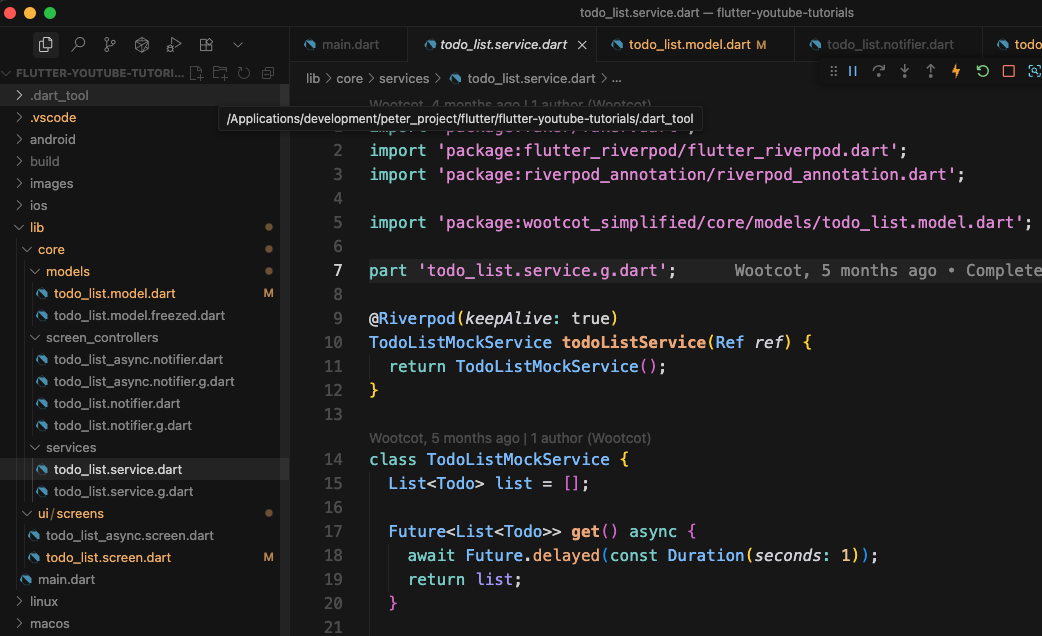 todo_list.service.dart — flutter-youtube-tutorials
main.dart
todo_list.service.dart
todo_list.model.dart M
todo_list.notifier.dart
todo
FLUTTER-YOUTUBE-TUTORI...
lib > core > services > todo_list.service.dart > ...
.dart_tool
Wootcot, 4 months ago | 1 author (Wootcot)
/Applications/development/peter_project/flutter/flutter-youtube-tutorials/.dart_tool
.vscode
android
build
images
ios
lib
core
models
todo_list.model.dart M
todo_list.model.freezed.dart
screen_controllers
todo_list_async.notifier.dart
todo_list_async.notifier.g.dart
todo_list.notifier.dart
todo_list.notifier.g.dart
services
todo_list.service.dart
todo_list.service.g.dart
ui/screens
todo_list_async.screen.dart
todo_list.screen.dart M
main.dart
linux
macos
2 import 'package:flutter_riverpod/flutter_riverpod.dart';
3 import 'package:riverpod_annotation/riverpod_annotation.dart';
4
5 import 'package:wootcot_simplified/core/models/todo_list.model.dart';
6
7 part 'todo_list.service.g.dart'; Wootcot, 5 months ago • Complete
8
9 @Riverpod(keepAlive: true)
10 TodoListMockService todoListService(Ref ref) {
11 return TodoListMockService();
12 }
13
Wootcot, 5 months ago | 1 author (Wootcot)
14 class TodoListMockService {
15 List<Todo> list = [];
16
17 Future<List<Todo>> get() async {
18 await Future.delayed(const Duration(seconds: 1));
19 return list;
20 }
21